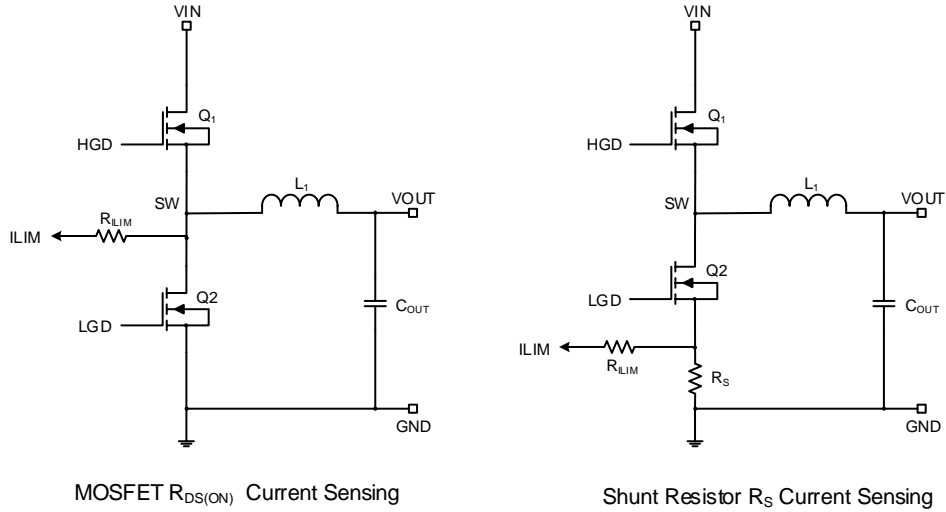 VIN
Q1
HGD
L1
SW
VOUT
RILIM
ILIM
Q2
COUT
LGD
GND
MOSFET RDS(ON) Current Sensing
VIN
Q1
HGD
L1
SW
VOUT
Q2
COUT
LGD
ILIM
RILIM
RS
GND
Shunt Resistor RS Current Sensing